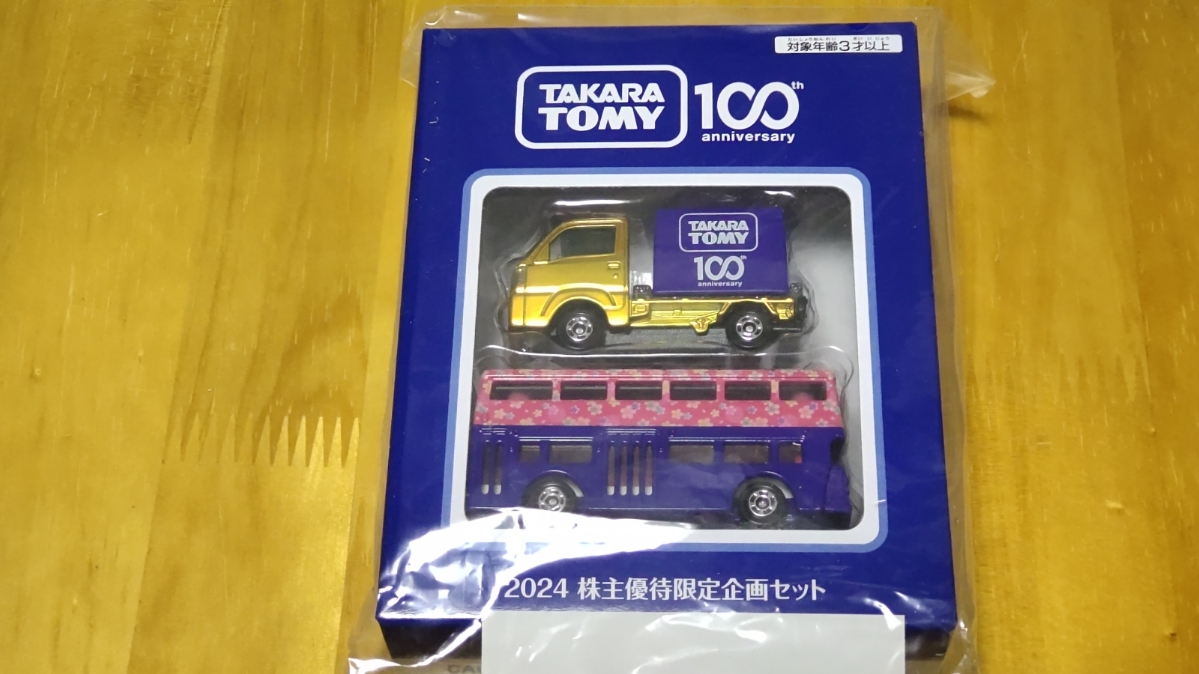 対象年齢3才以上
TAKARA
TOMY
100th
anniversary
TAKARA
TOMY
100th
anniversary
2024 株主優待限定企画セット